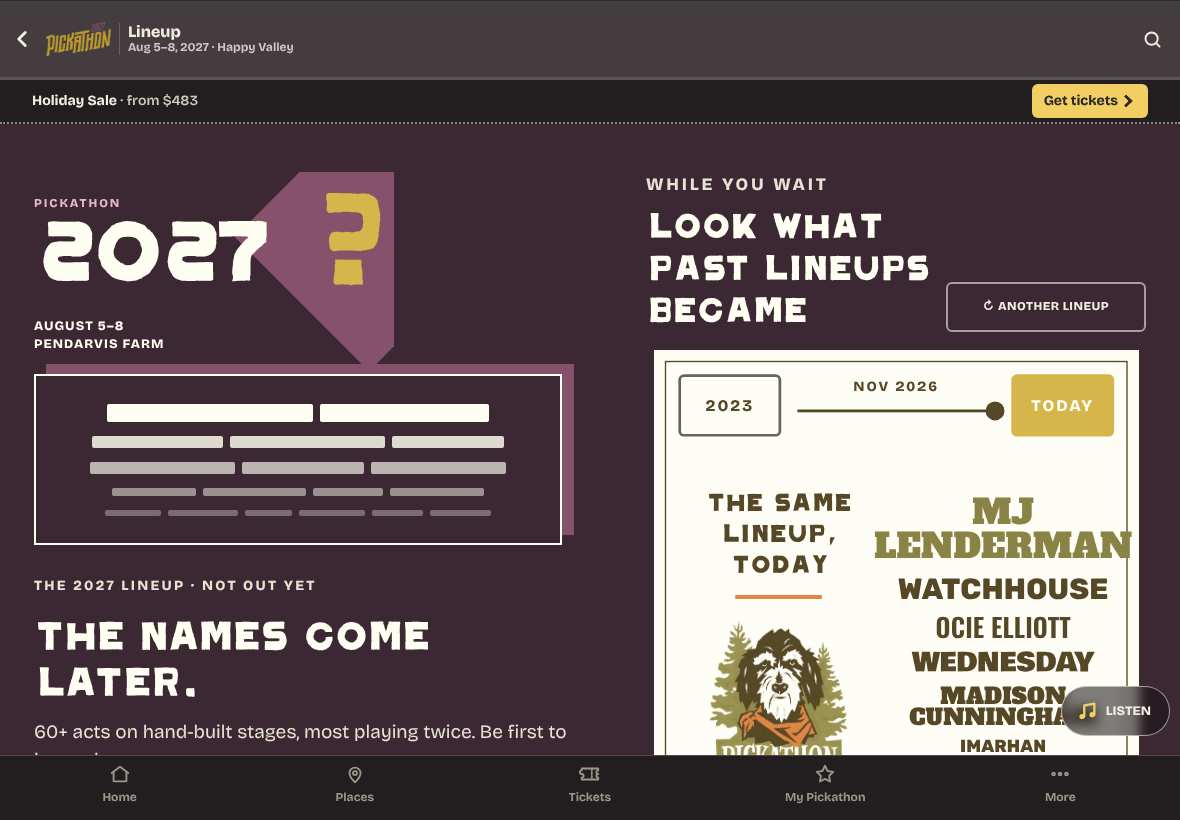 PICKATHON
Lineup
Aug 5–8, 2027 · Happy Valley
Holiday Sale · from $483
Get tickets
PICKATHON
2027
?
AUGUST 5–8
PENDARVIS FARM
THE 2027 LINEUP · NOT OUT YET
THE NAMES COME
LATER.
60+ acts on hand-built stages, most playing twice. Be first to
WHILE YOU WAIT
LOOK WHAT
PAST LINEUPS
BECAME
↻ ANOTHER LINEUP
2023
NOV 2026
TODAY
THE SAME
LINEUP,
TODAY
PICKATHON
MJ
LENDERMAN
WATCHHOUSE
OCIE ELLIOTT
WEDNESDAY
MADISON
CUNNINGHA
IMARHAN
LISTEN
Home
Places
Tickets
My Pickathon
More